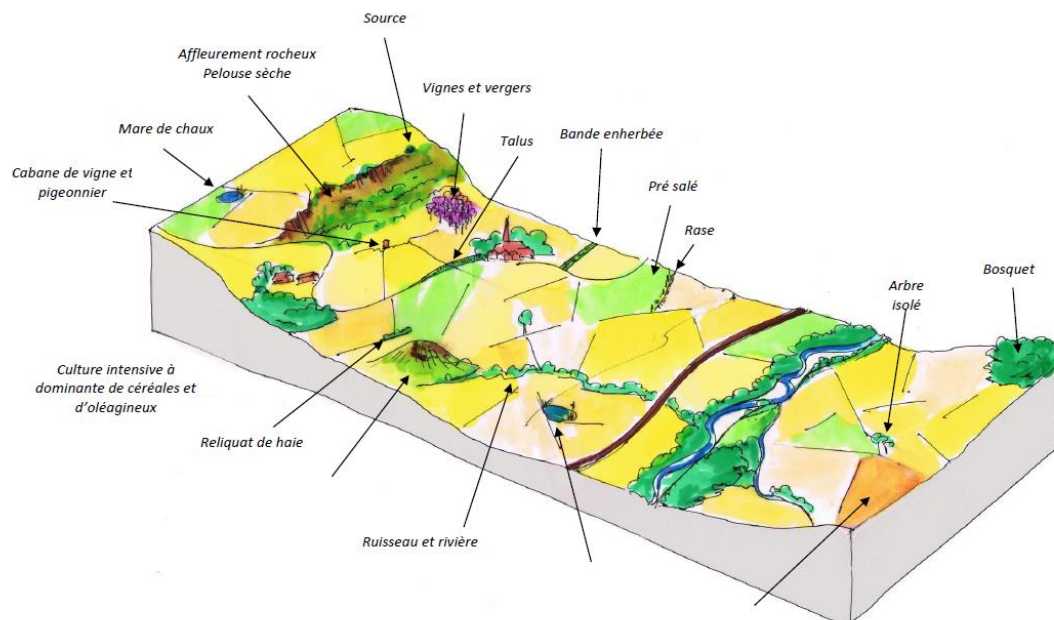 Source
Affleurement rocheux
Pelouse sèche
Vignes et vergers
Mare de chaux
Talus
Bande enherbée
Cabane de vigne et
pigeonnier
Pré salé
Rase
Bosquet
Arbre
isolé
Culture intensive à
dominante de céréales et
d'oléagineux
Reliquat de haie
Ruisseau et rivière